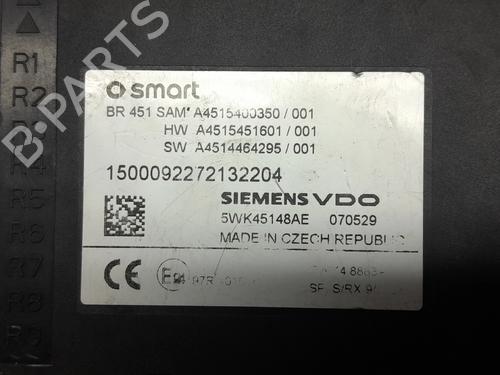 R1
R2
R4
R5
R6
R7
R8
smart
BR 451 SAM* A4515400350 / 001
HW A4515451601 / 001
SW A4514464295 / 001
1500092272132204
SIEMENS VDO
5WK45148AE 070529
MADE IN CZECH REPUBLIC
CE
B-PARTS